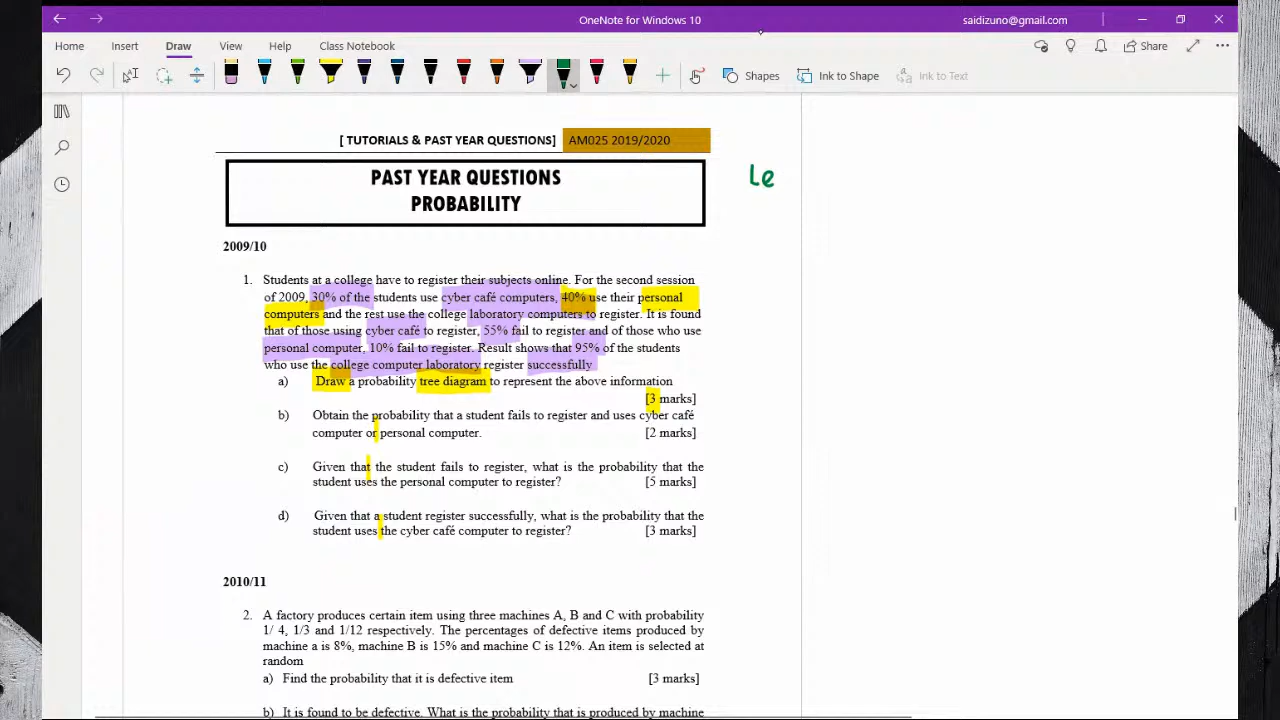 OneNote for Windows 10
saidizuno@gmail.com
Home Insert Draw View Help Class Notebook
Share
Shapes Ink to Shape Ink to Text
[ TUTORIALS & PAST YEAR QUESTIONS] AM025 2019/2020
PAST YEAR QUESTIONS
PROBABILITY
Le
2009/10
1. Students at a college have to register their subjects online. For the second session
of 2009, 30% of the students use cyber café computers, 40% use their personal
computers and the rest use the college laboratory computers to register. It is found
that of those using cyber café to register, 55% fail to register and of those who use
personal computer, 10% fail to register. Result shows that 95% of the students
who use the college computer laboratory register successfully
a) Draw a probability tree diagram to represent the above information
[3 marks]
b) Obtain the probability that a student fails to register and uses cyber café
computer or personal computer. [2 marks]
c) Given that the student fails to register, what is the probability that the
student uses the personal computer to register? [5 marks]
d) Given that a student register successfully, what is the probability that the
student uses the cyber café computer to register? [3 marks]
2010/11
2. A factory produces certain item using three machines A, B and C with probability
1/ 4, 1/3 and 1/12 respectively. The percentages of defective items produced by
machine a is 8%, machine B is 15% and machine C is 12%. An item is selected at
random
a) Find the probability that it is defective item [3 marks]
b) It is found to be defective. What is the probability that is produced by machine